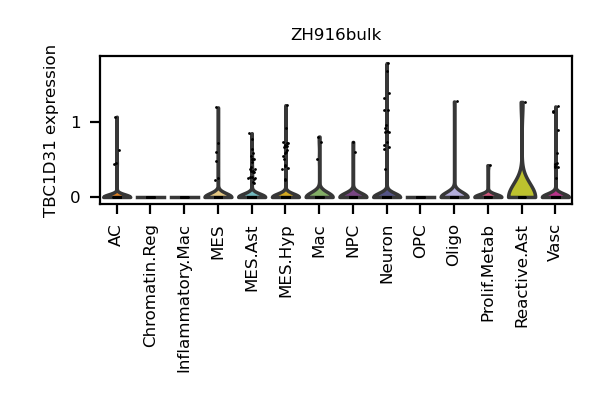 ZH916bulk
TBC1D31 expression
1
0
AC
Chromatin.Reg
Inflammatory.Mac
MES
MES.Ast
MES.Hyp
Mac
NPC
Neuron
OPC
Oligo
Prolif.Metab
Reactive.Ast
Vasc